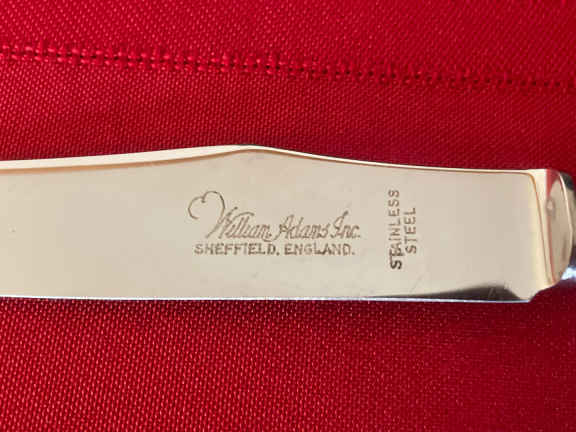 William Adams Inc.
SHEFFIELD, ENGLAND.
STAINLESS
STEEL